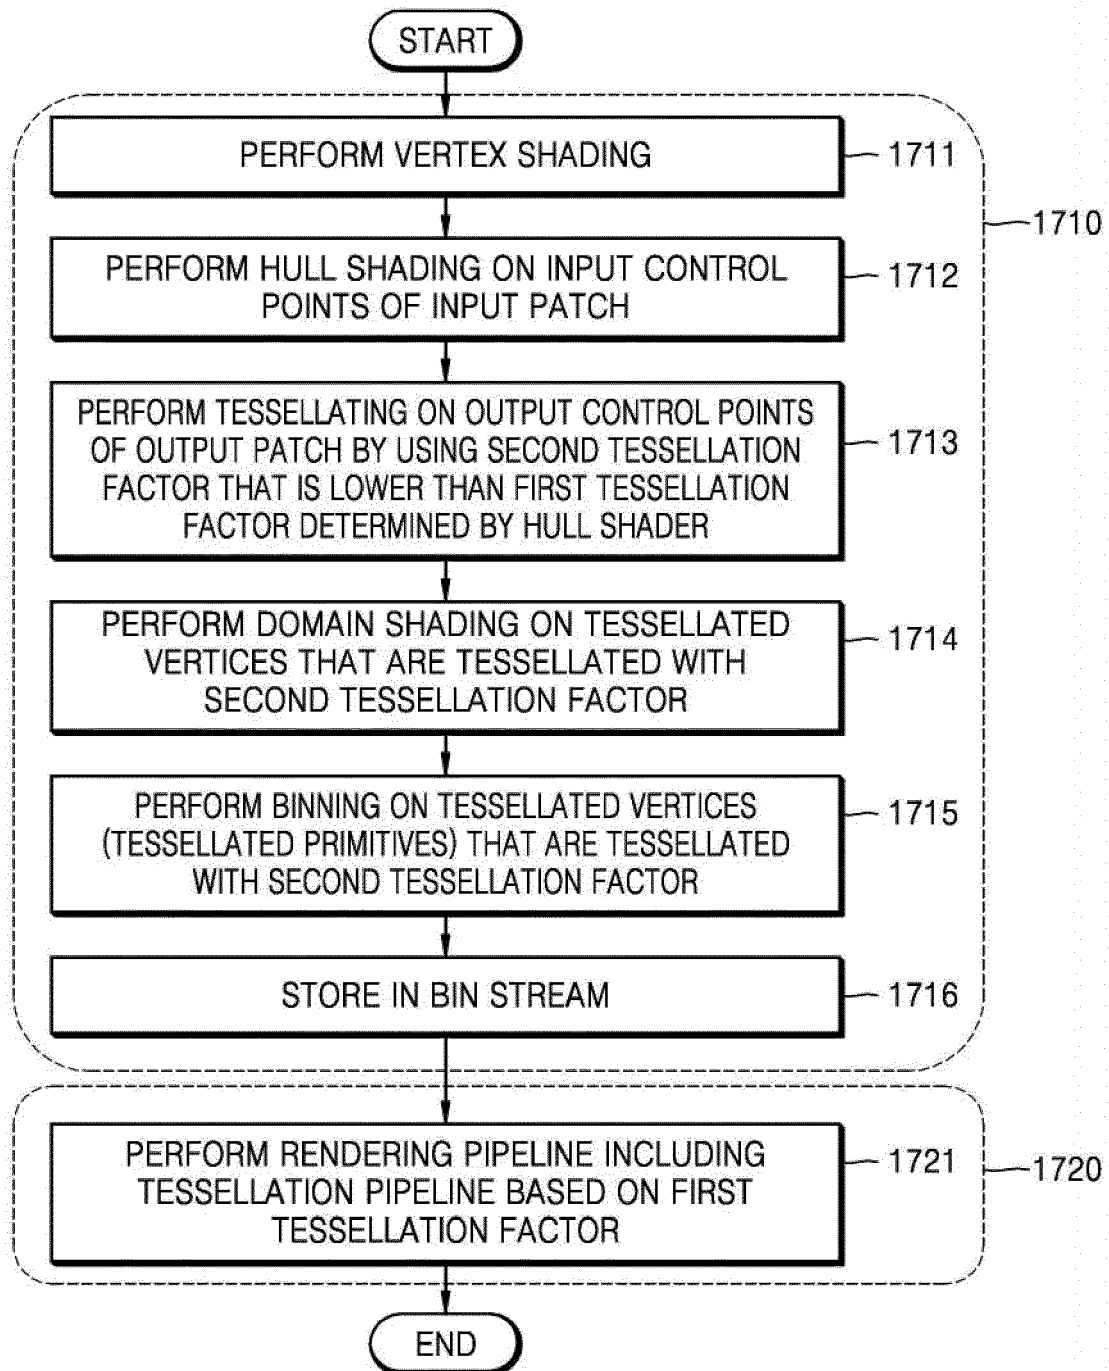 START
PERFORM VERTEX SHADING
1711
1710
PERFORM HULL SHADING ON INPUT CONTROL
POINTS OF INPUT PATCH
1712
PERFORM TESSELLATING ON OUTPUT CONTROL POINTS
OF OUTPUT PATCH BY USING SECOND TESSELLATION
FACTOR THAT IS LOWER THAN FIRST TESSELLATION
FACTOR DETERMINED BY HULL SHADER
1713
PERFORM DOMAIN SHADING ON TESSELLATED
VERTICES THAT ARE TESSELLATED WITH
SECOND TESSELLATION FACTOR
1714
PERFORM BINNING ON TESSELLATED VERTICES
(TESSELLATED PRIMITIVES) THAT ARE TESSELLATED
WITH SECOND TESSELLATION FACTOR
1715
STORE IN BIN STREAM
1716
PERFORM RENDERING PIPELINE INCLUDING
TESSELLATION PIPELINE BASED ON FIRST
TESSELLATION FACTOR
1721
1720
END